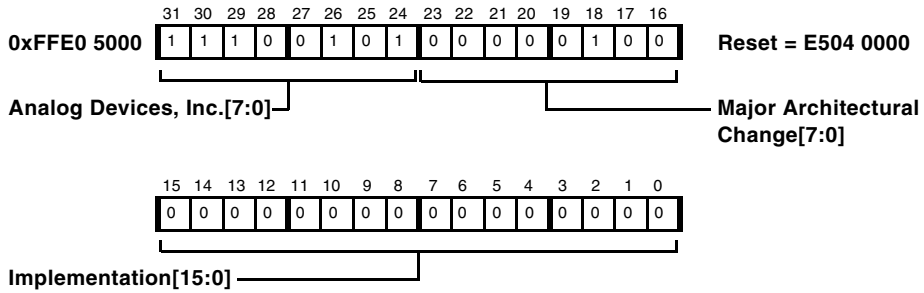 31 30 29 28 27 26 25 24 23 22 21 20 19 18 17 16
0xFFE0 5000 1 1 1 0 0 1 0 1 0 0 0 0 0 1 0 0 Reset = E504 0000
Analog Devices, Inc.[7:0] Major Architectural
Change[7:0]
15 14 13 12 11 10 9 8 7 6 5 4 3 2 1 0
0 0 0 0 0 0 0 0 0 0 0 0 0 0 0 0
Implementation[15:0]